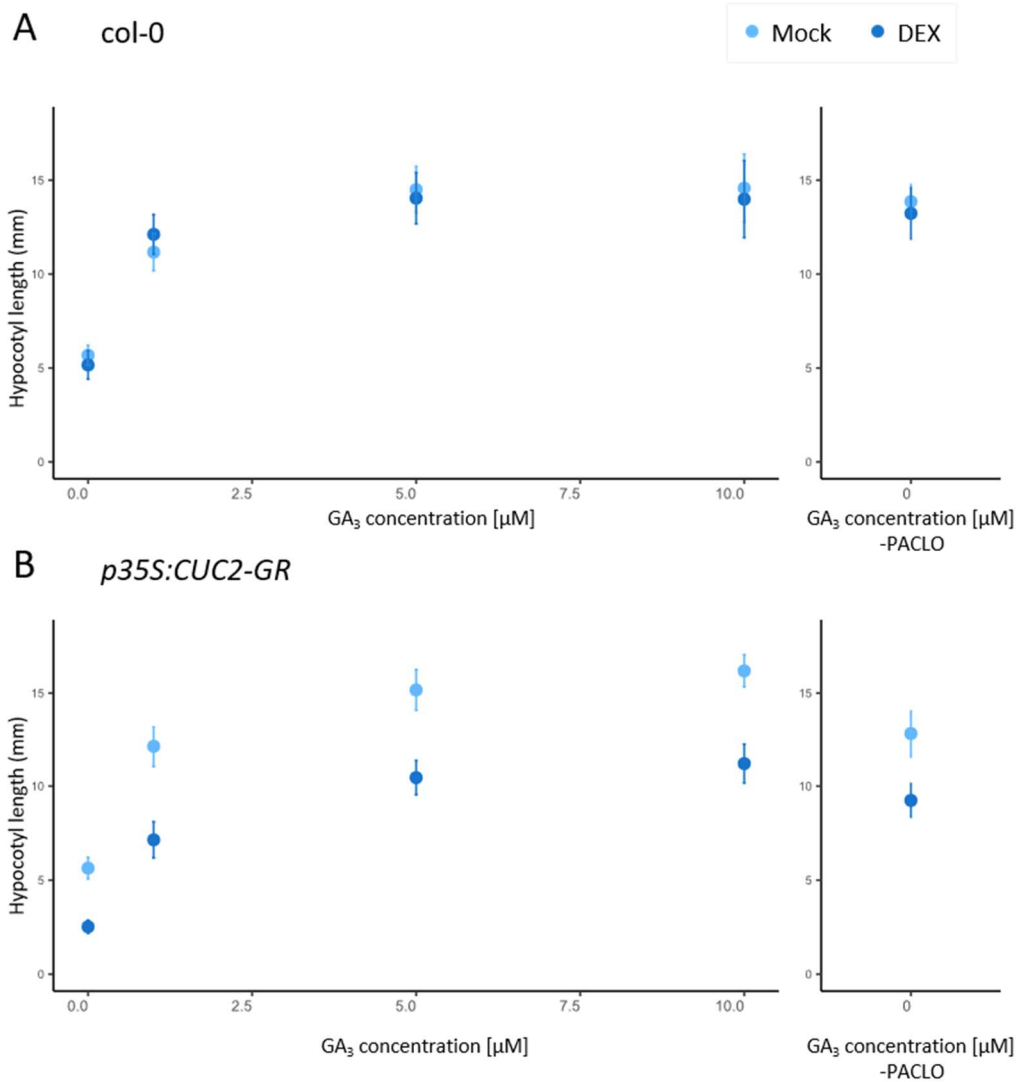 A
col-0
Mock
DEX
Hypocotyl length (mm)
15
10
5
0
0.0
2.5
5.0
7.5
10.0
GA₃ concentration [µM]
15
10
5
0
0
GA₃ concentration [µM]
-PACLO
B
p35S:CUC2-GR
Hypocotyl length (mm)
15
10
5
0
0.0
2.5
5.0
7.5
10.0
GA₃ concentration [µM]
15
10
5
0
0
GA₃ concentration [µM]
-PACLO